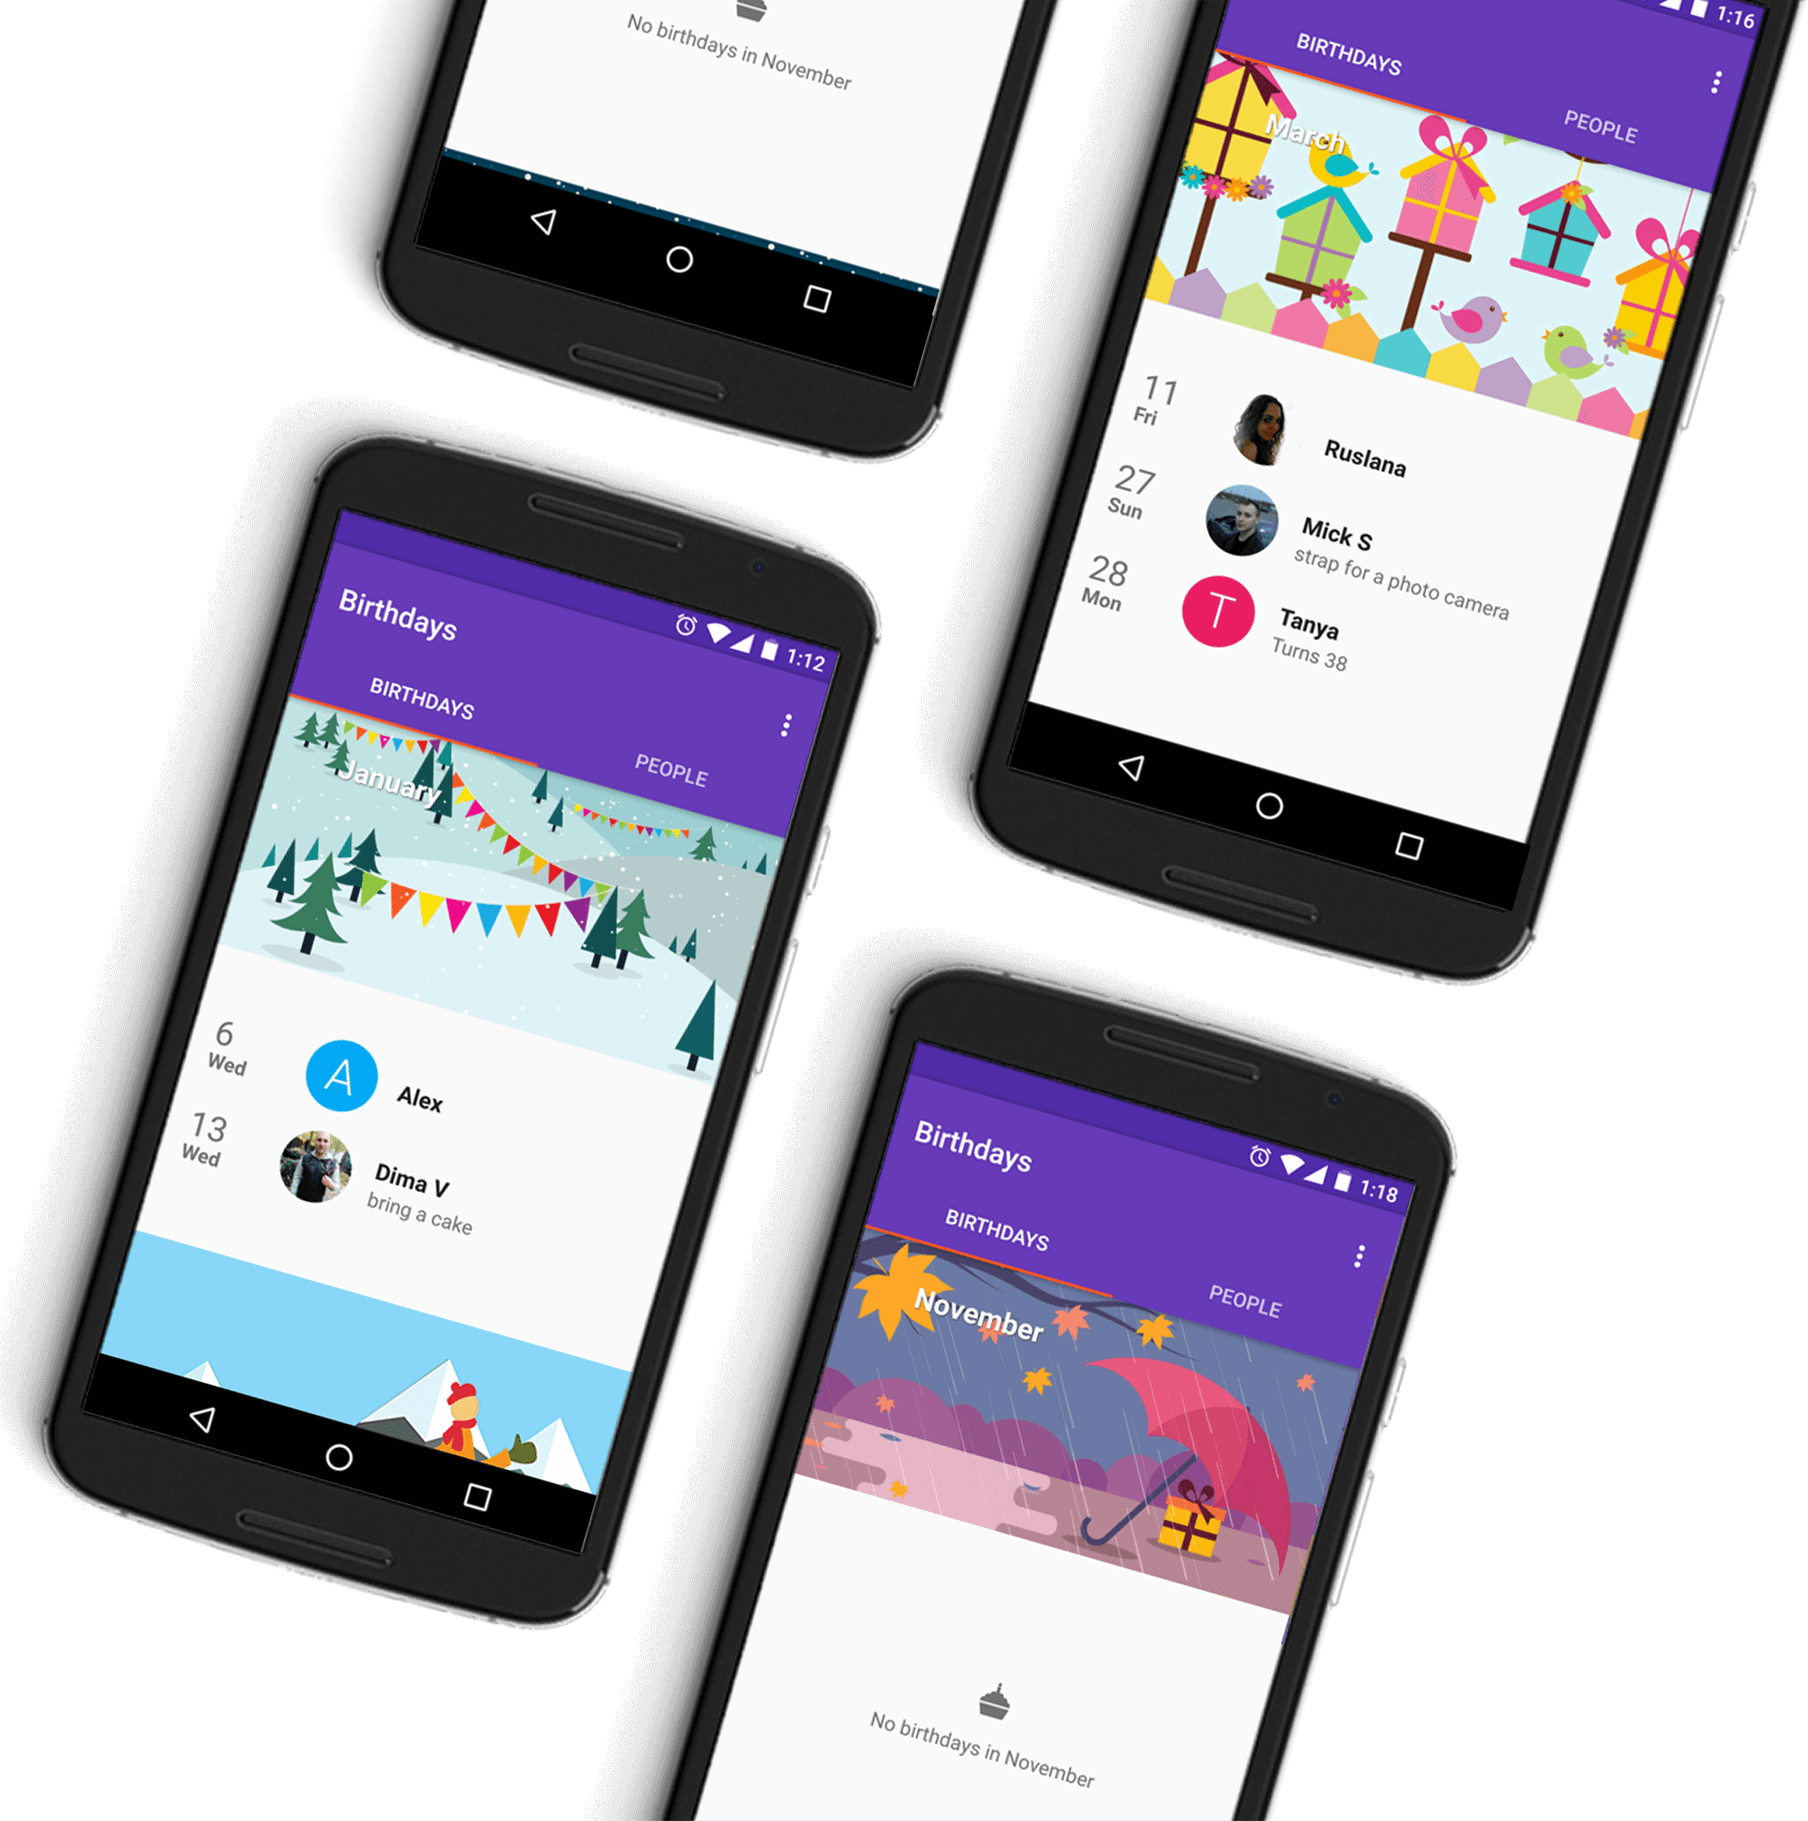 No birthdays in November
1:16
BIRTHDAYS
PEOPLE
March
11
Fri
Ruslana
27
Sun
Mick S
strap for a photo camera
28
Mon
T
Tanya
Turns 38
1:12
Birthdays
BIRTHDAYS
PEOPLE
January
6
Wed
A
Alex
13
Wed
Dima V
bring a cake
1:18
Birthdays
BIRTHDAYS
PEOPLE
November
No birthdays in November